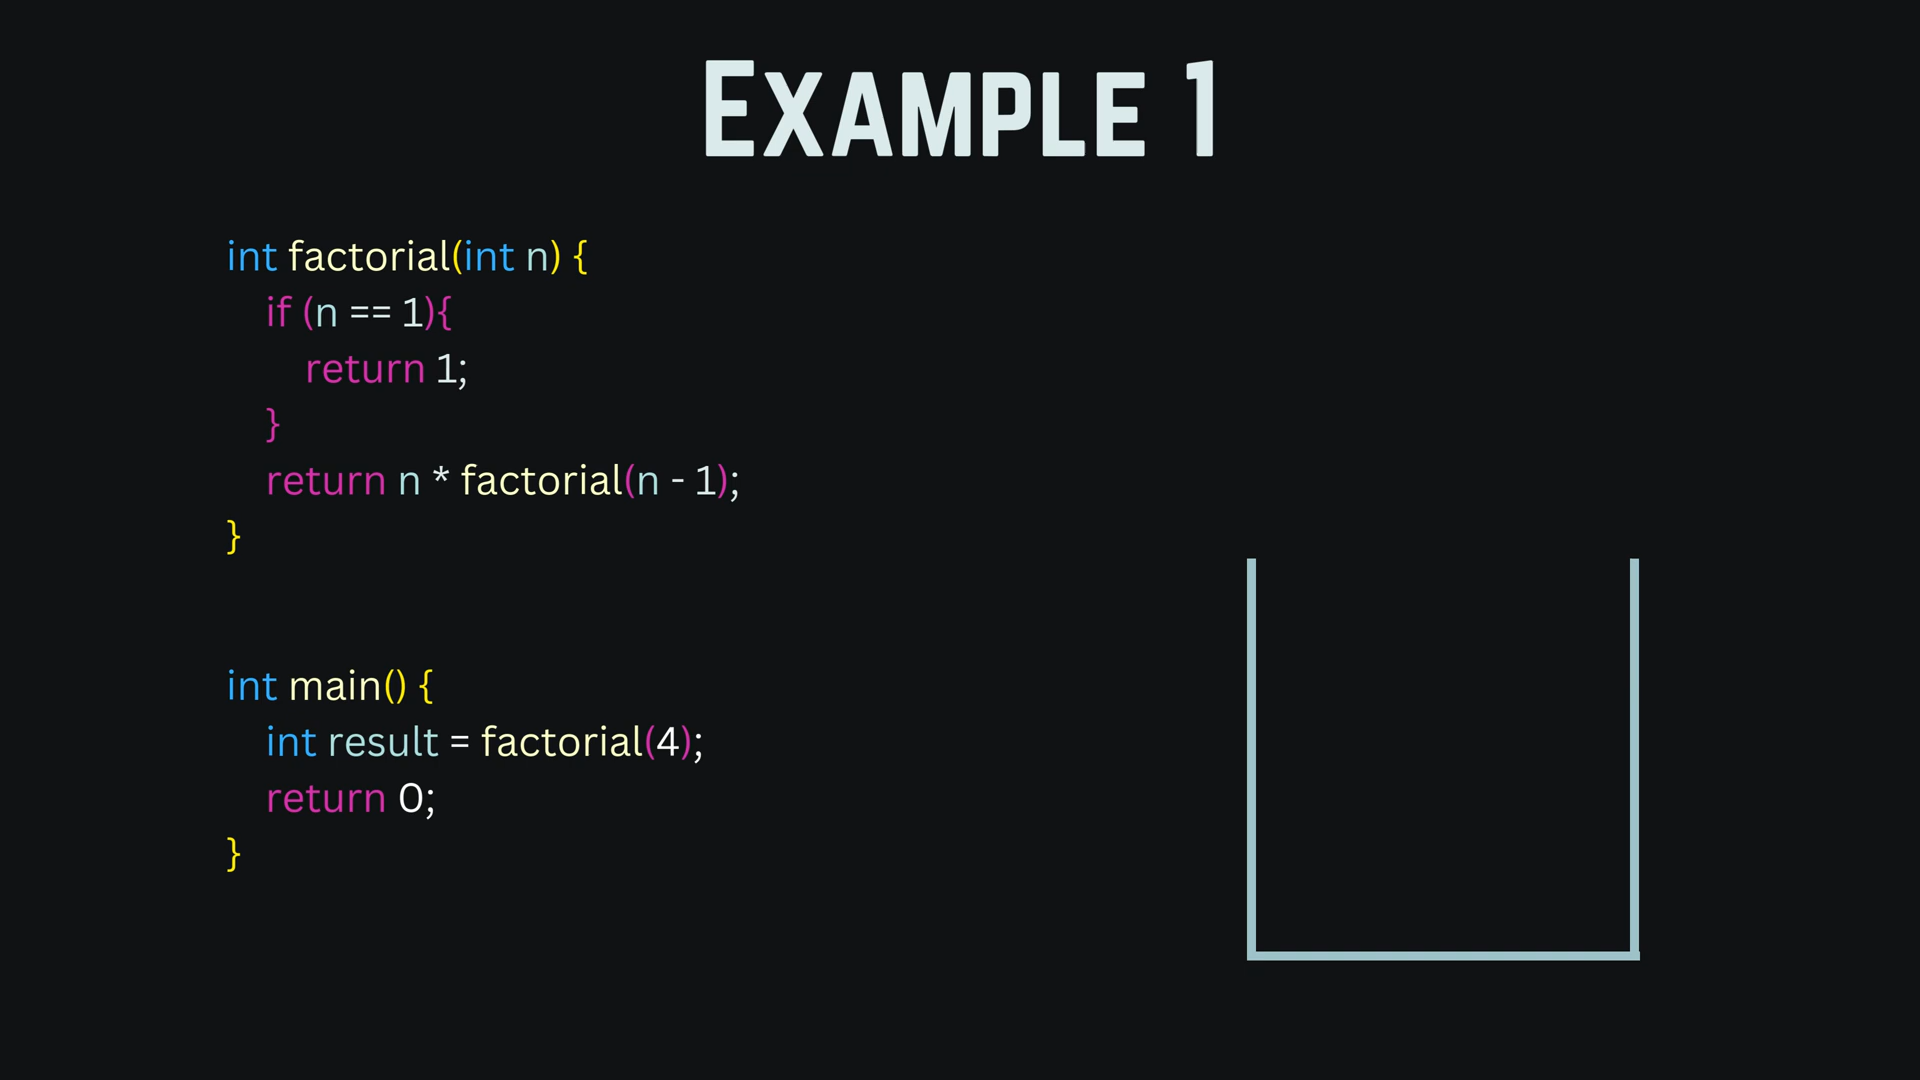 EXAMPLE 1
int factorial(int n) {
if (n == 1){
return 1;
}
return n * factorial(n - 1);
}
int main() {
int result = factorial(4);
return 0;
}